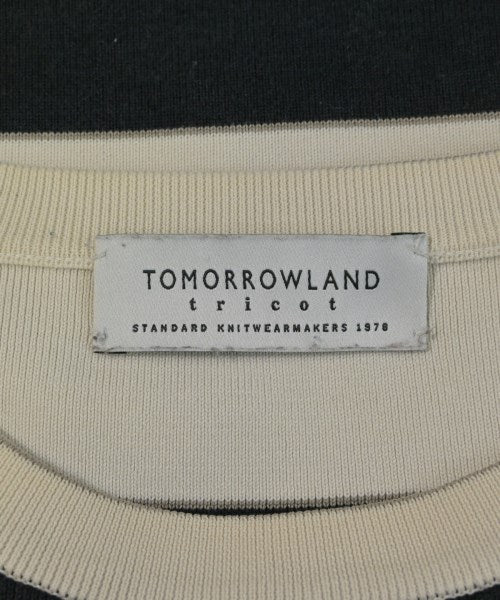 TOMORROWLAND
tricot
STANDARD KNITWEARMAKERS 1978